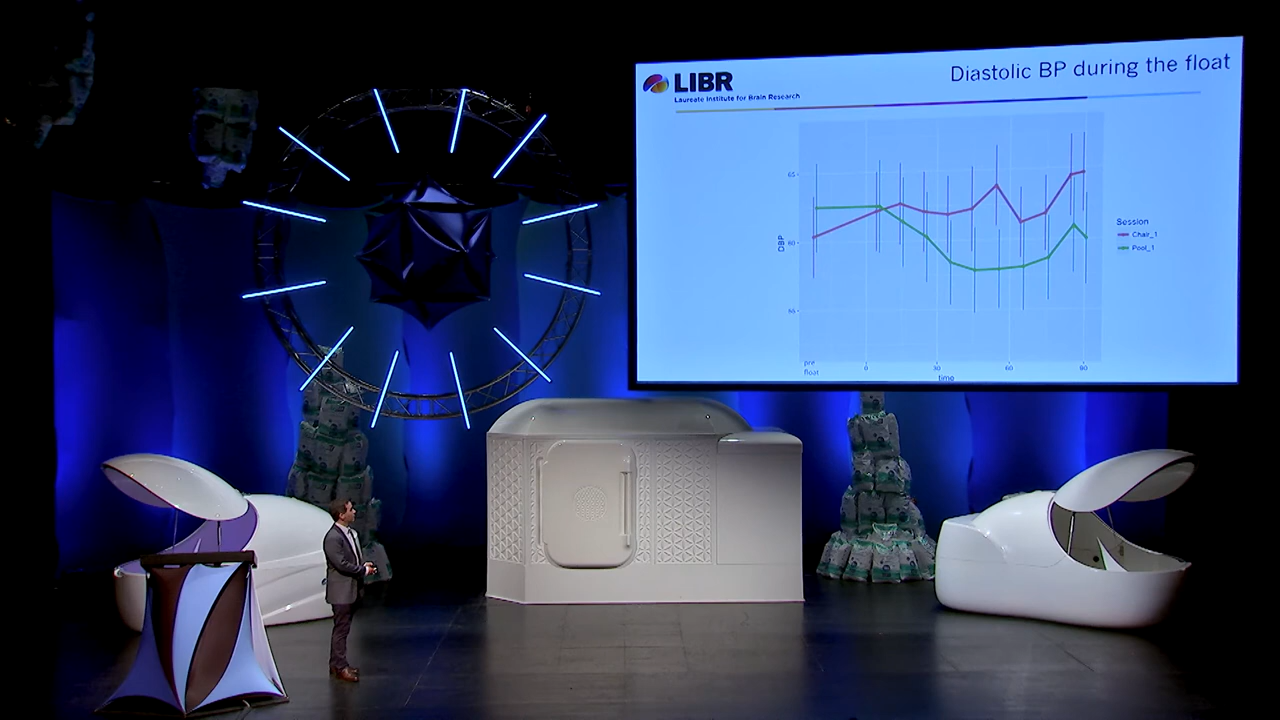 LIBR
Laureate Institute for Brain Research
Diastolic BP during the float
65
60
55
DBP
pre
float
0
30
60
90
time
Session
Chair_1
Pool_1